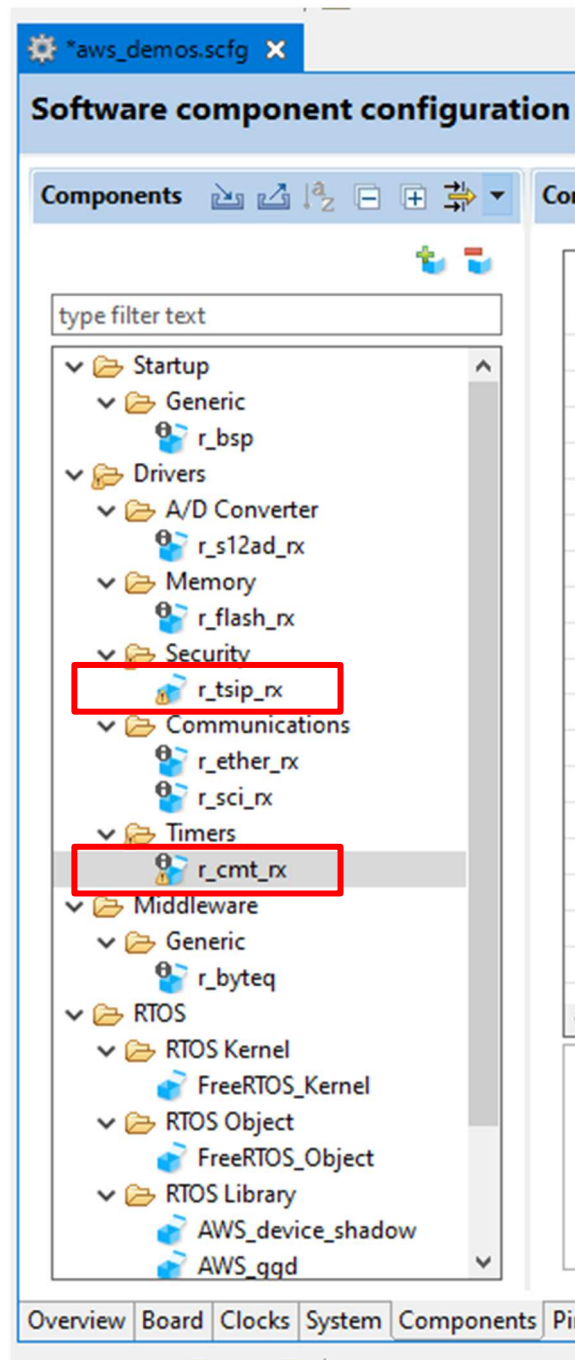 *aws_demos.scfg
Software component configuration
Components
type filter text
Startup
Generic
r_bsp
Drivers
A/D Converter
r_s12ad_rx
Memory
r_flash_rx
Security
r_tsip_rx
Communications
r_ether_rx
r_sci_rx
Timers
r_cmt_rx
Middleware
Generic
r_byteq
RTOS
RTOS Kernel
FreeRTOS_Kernel
RTOS Object
FreeRTOS_Object
RTOS Library
AWS_device_shadow
AWS_ggd
Overview Board Clocks System Components